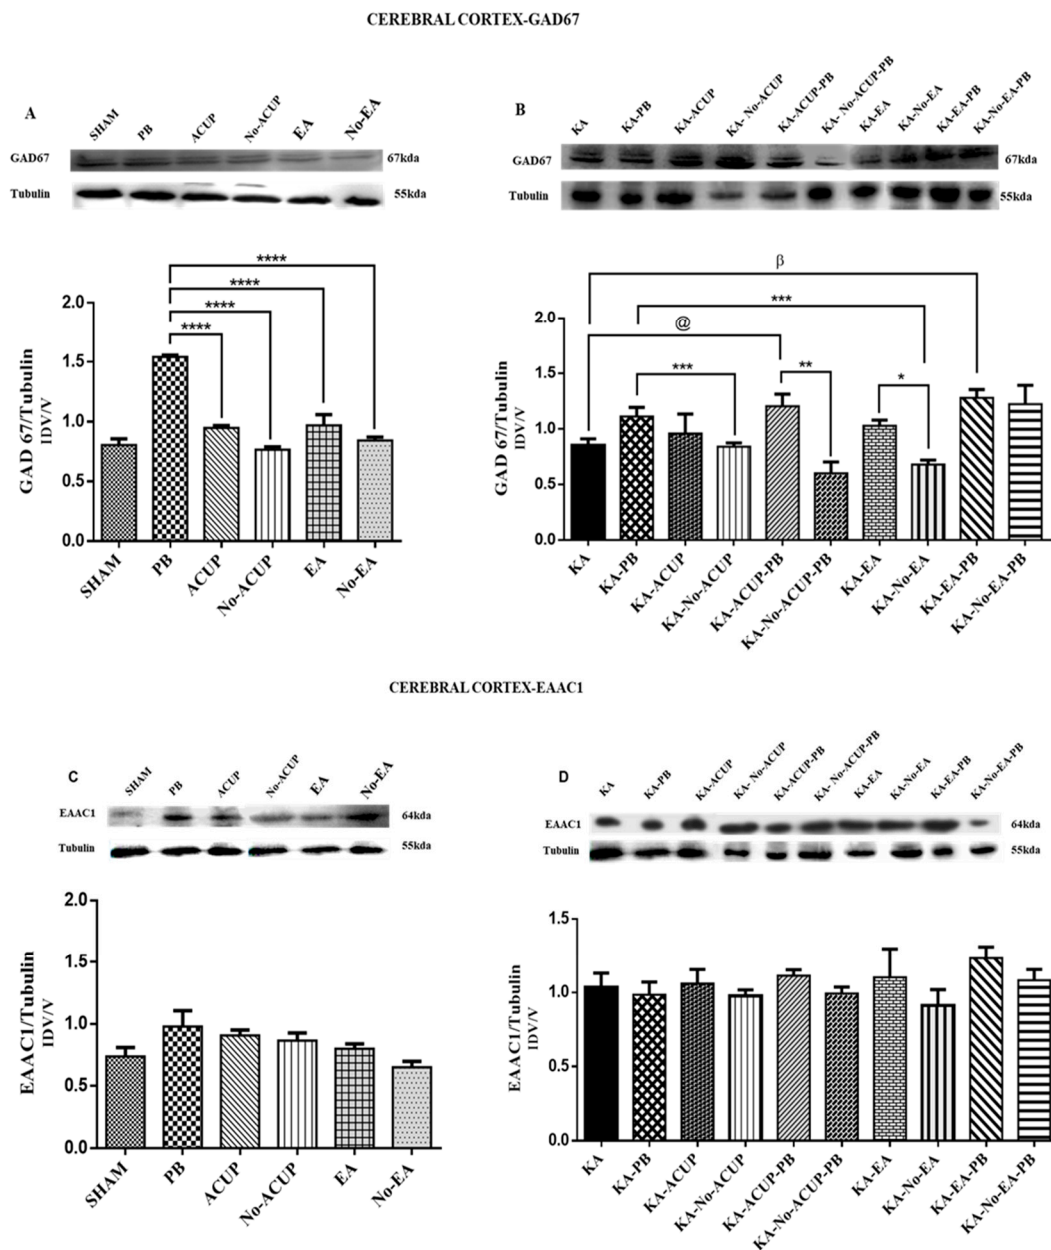 CEREBRAL CORTEX-GAD67
A
SHAM
PB
ACUP
No-ACUP
EA
No-EA
GAD67
67kda
Tubulin
55kda
GAD 67/Tubulin
IDV/V
2.0
1.5
1.0
0.5
0.0
****
****
****
****
SHAM
PB
ACUP
No-ACUP
EA
No-EA
B
KA
KA-PB
KA-ACUP
KA- No-ACUP
KA-ACUP-PB
KA- No-ACUP-PB
KA-EA
KA-No-EA
KA-EA-PB
KA-No-EA-PB
GAD67
67kda
Tubulin
55kda
GAD 67/Tubulin
IDV/V
2.0
1.5
1.0
0.5
0.0
β
***
@
***
**
*
KA
KA-PB
KA-ACUP
KA-No-ACUP
KA-ACUP-PB
KA-No-ACUP-PB
KA-EA
KA-No-EA
KA-EA-PB
KA-No-EA-PB
CEREBRAL CORTEX-EAAC1
C
SHAM
PB
ACUP
No-ACUP
EA
No-EA
EAAC1
64kda
Tubulin
55kda
EAAC1/Tubulin
IDV/V
2.0
1.5
1.0
0.5
0.0
SHAM
PB
ACUP
No-ACUP
EA
No-EA
D
KA
KA-PB
KA-ACUP
KA- No-ACUP
KA-ACUP-PB
KA- No-ACUP-PB
KA-EA
KA-No-EA
KA-EA-PB
KA-No-EA-PB
EAAC1
64kda
Tubulin
55kda
EAAC1/Tubulin
IDV/V
1.5
1.0
0.5
0.0
KA
KA-PB
KA-ACUP
KA-No-ACUP
KA-ACUP-PB
KA-No-ACUP-PB
KA-EA
KA-No-EA
KA-EA-PB
KA-No-EA-PB